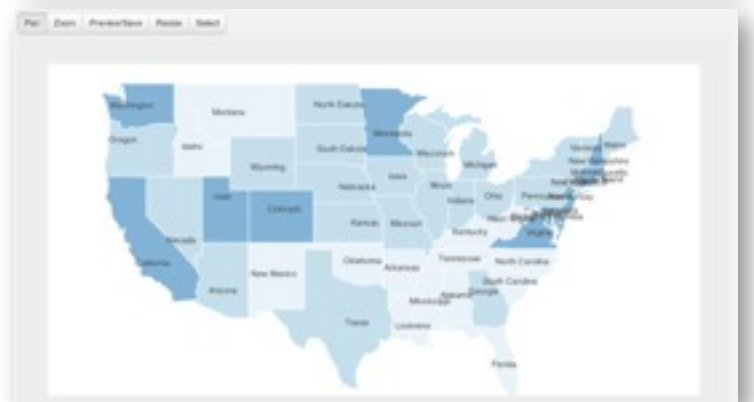 Pan Zoom Preview/Save Resize Select
Washington
Montana
North Dakota
Minnesota
Oregon
Idaho
South Dakota
Wisconsin
Michigan
Vermont Maine
New Hampshire
Massachusetts
Wyoming
Nebraska
Iowa
Illinois
Indiana
Ohio
Utah
Colorado
Kansas
Missouri
Kentucky
Virginia
Nevada
California
Oklahoma
Arkansas
Tennessee
North Carolina
Arizona
New Mexico
South Carolina
Mississippi
Alabama
Georgia
Texas
Louisiana
Florida